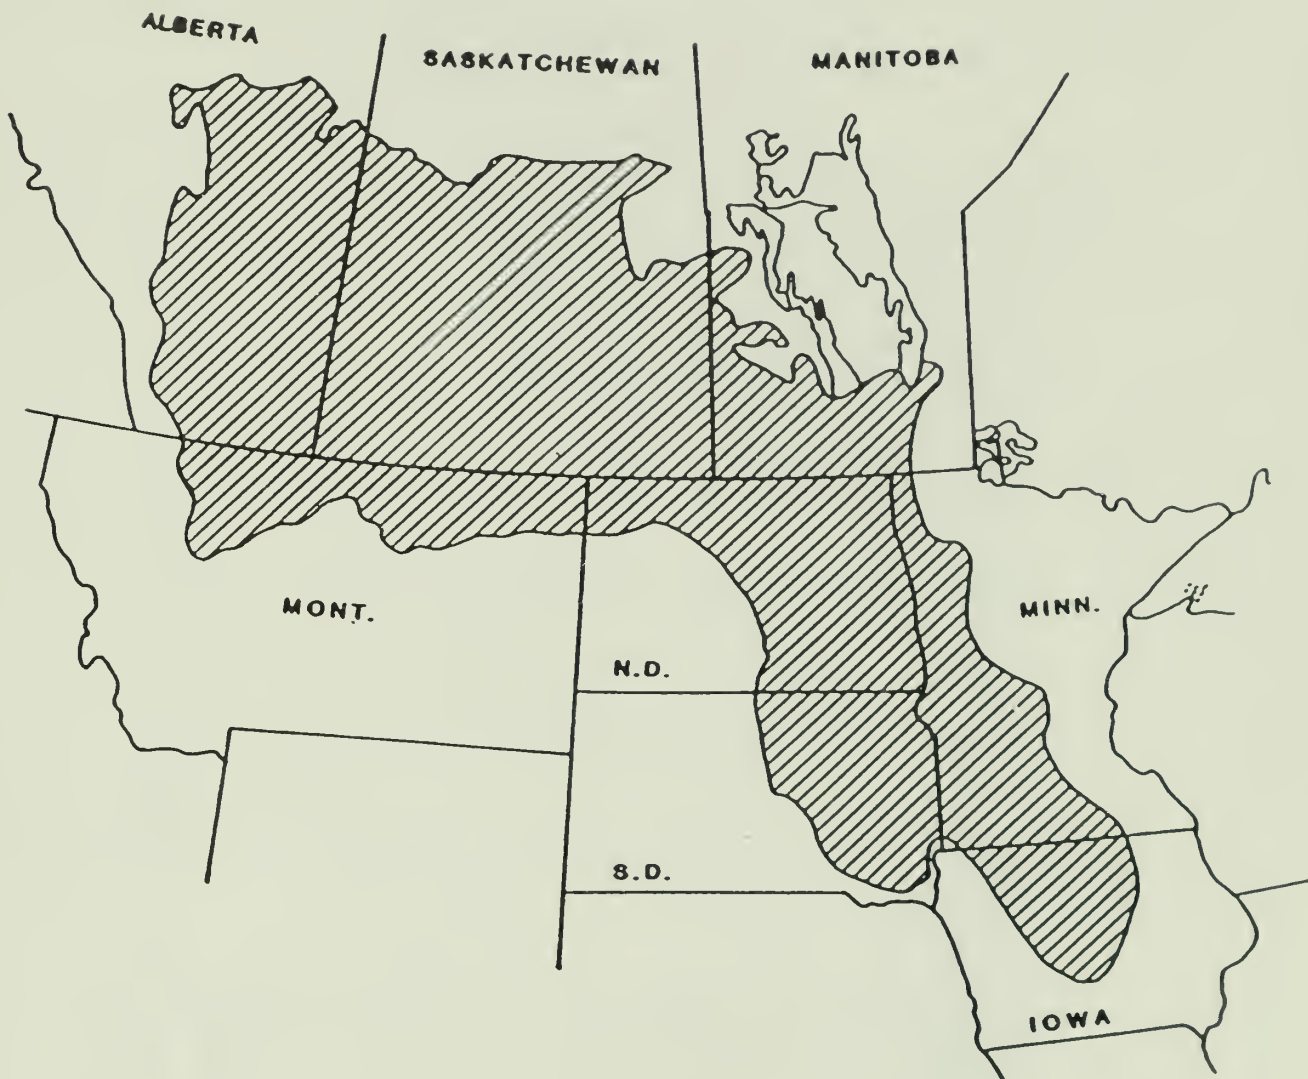 ALBERTA
SASKATCHEWAN
MANITOBA
MONT.
MINN.
N.D.
S.D.
IOWA